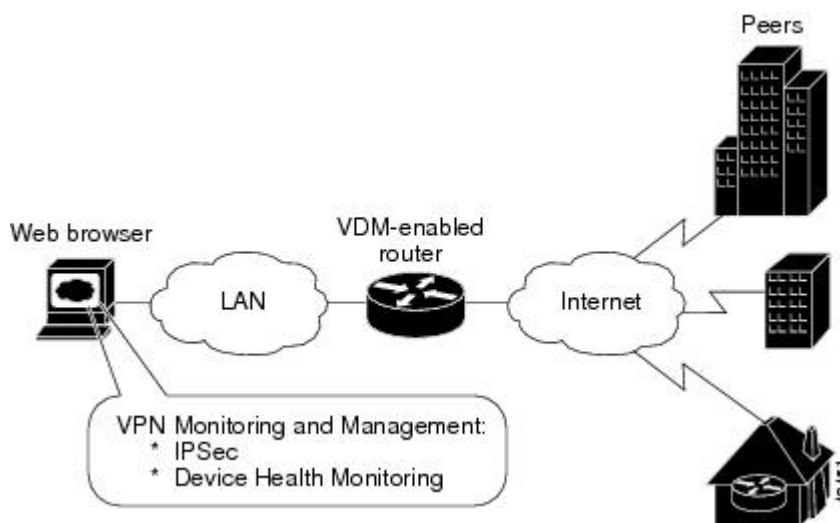 Peers
Web browser
VDM-enabled
router
LAN
Internet
VPN Monitoring and Management:
* IPSec
* Device Health Monitoring